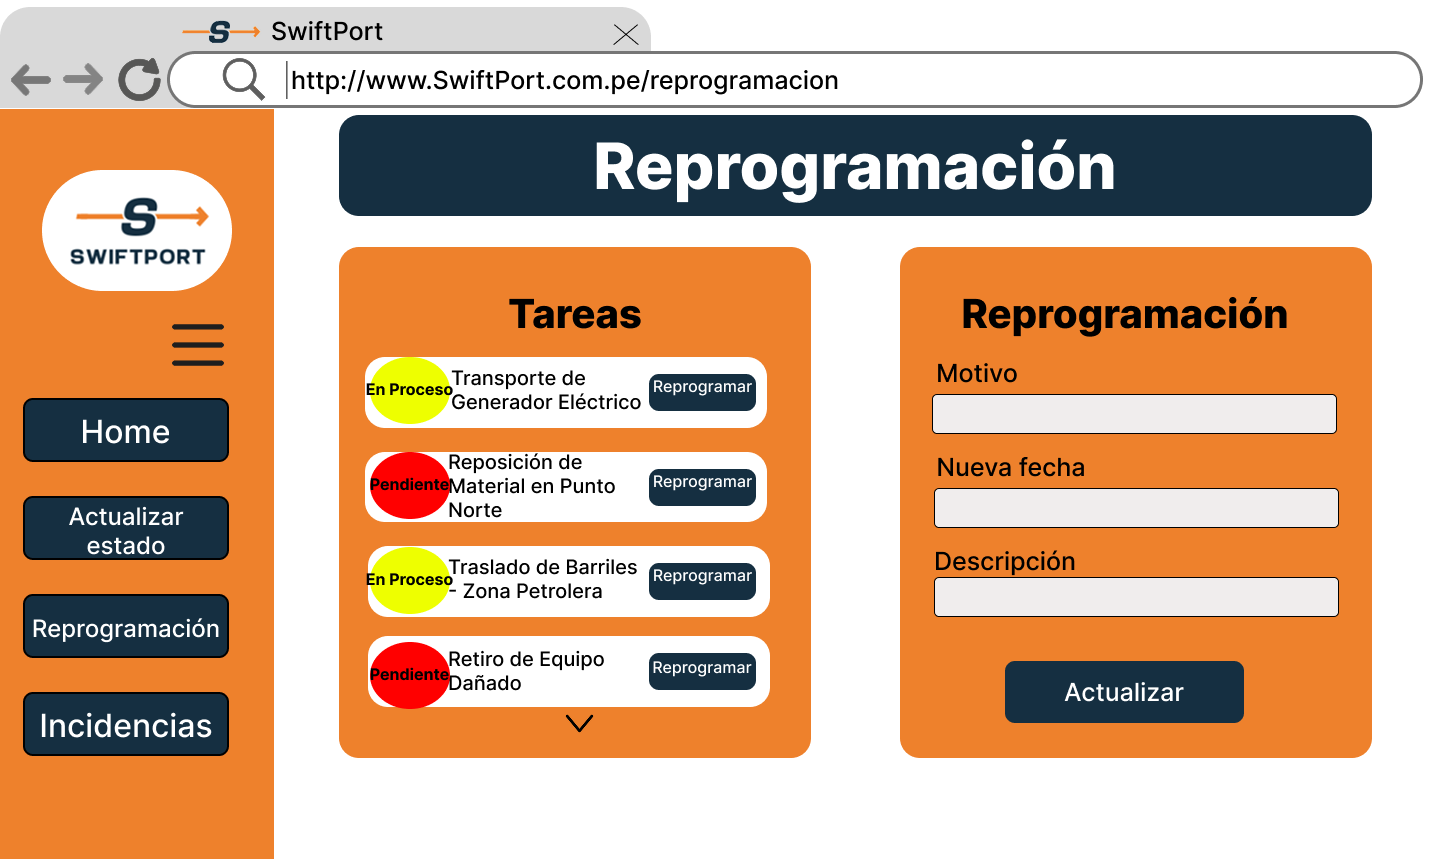 S SwiftPort
http://www.SwiftPort.com.pe/reprogramacion
S
SWIFTPORT
Home
Actualizar
estado
Reprogramación
Incidencias
Reprogramación
Tareas
En Proceso
Transporte de
Generador Eléctrico
Reprogramar
Pendiente
Reposición de
Material en Punto
Norte
Reprogramar
En Proceso
Traslado de Barriles
- Zona Petrolera
Reprogramar
Pendiente
Retiro de Equipo
Dañado
Reprogramar
Reprogramación
Motivo
Nueva fecha
Descripción
Actualizar